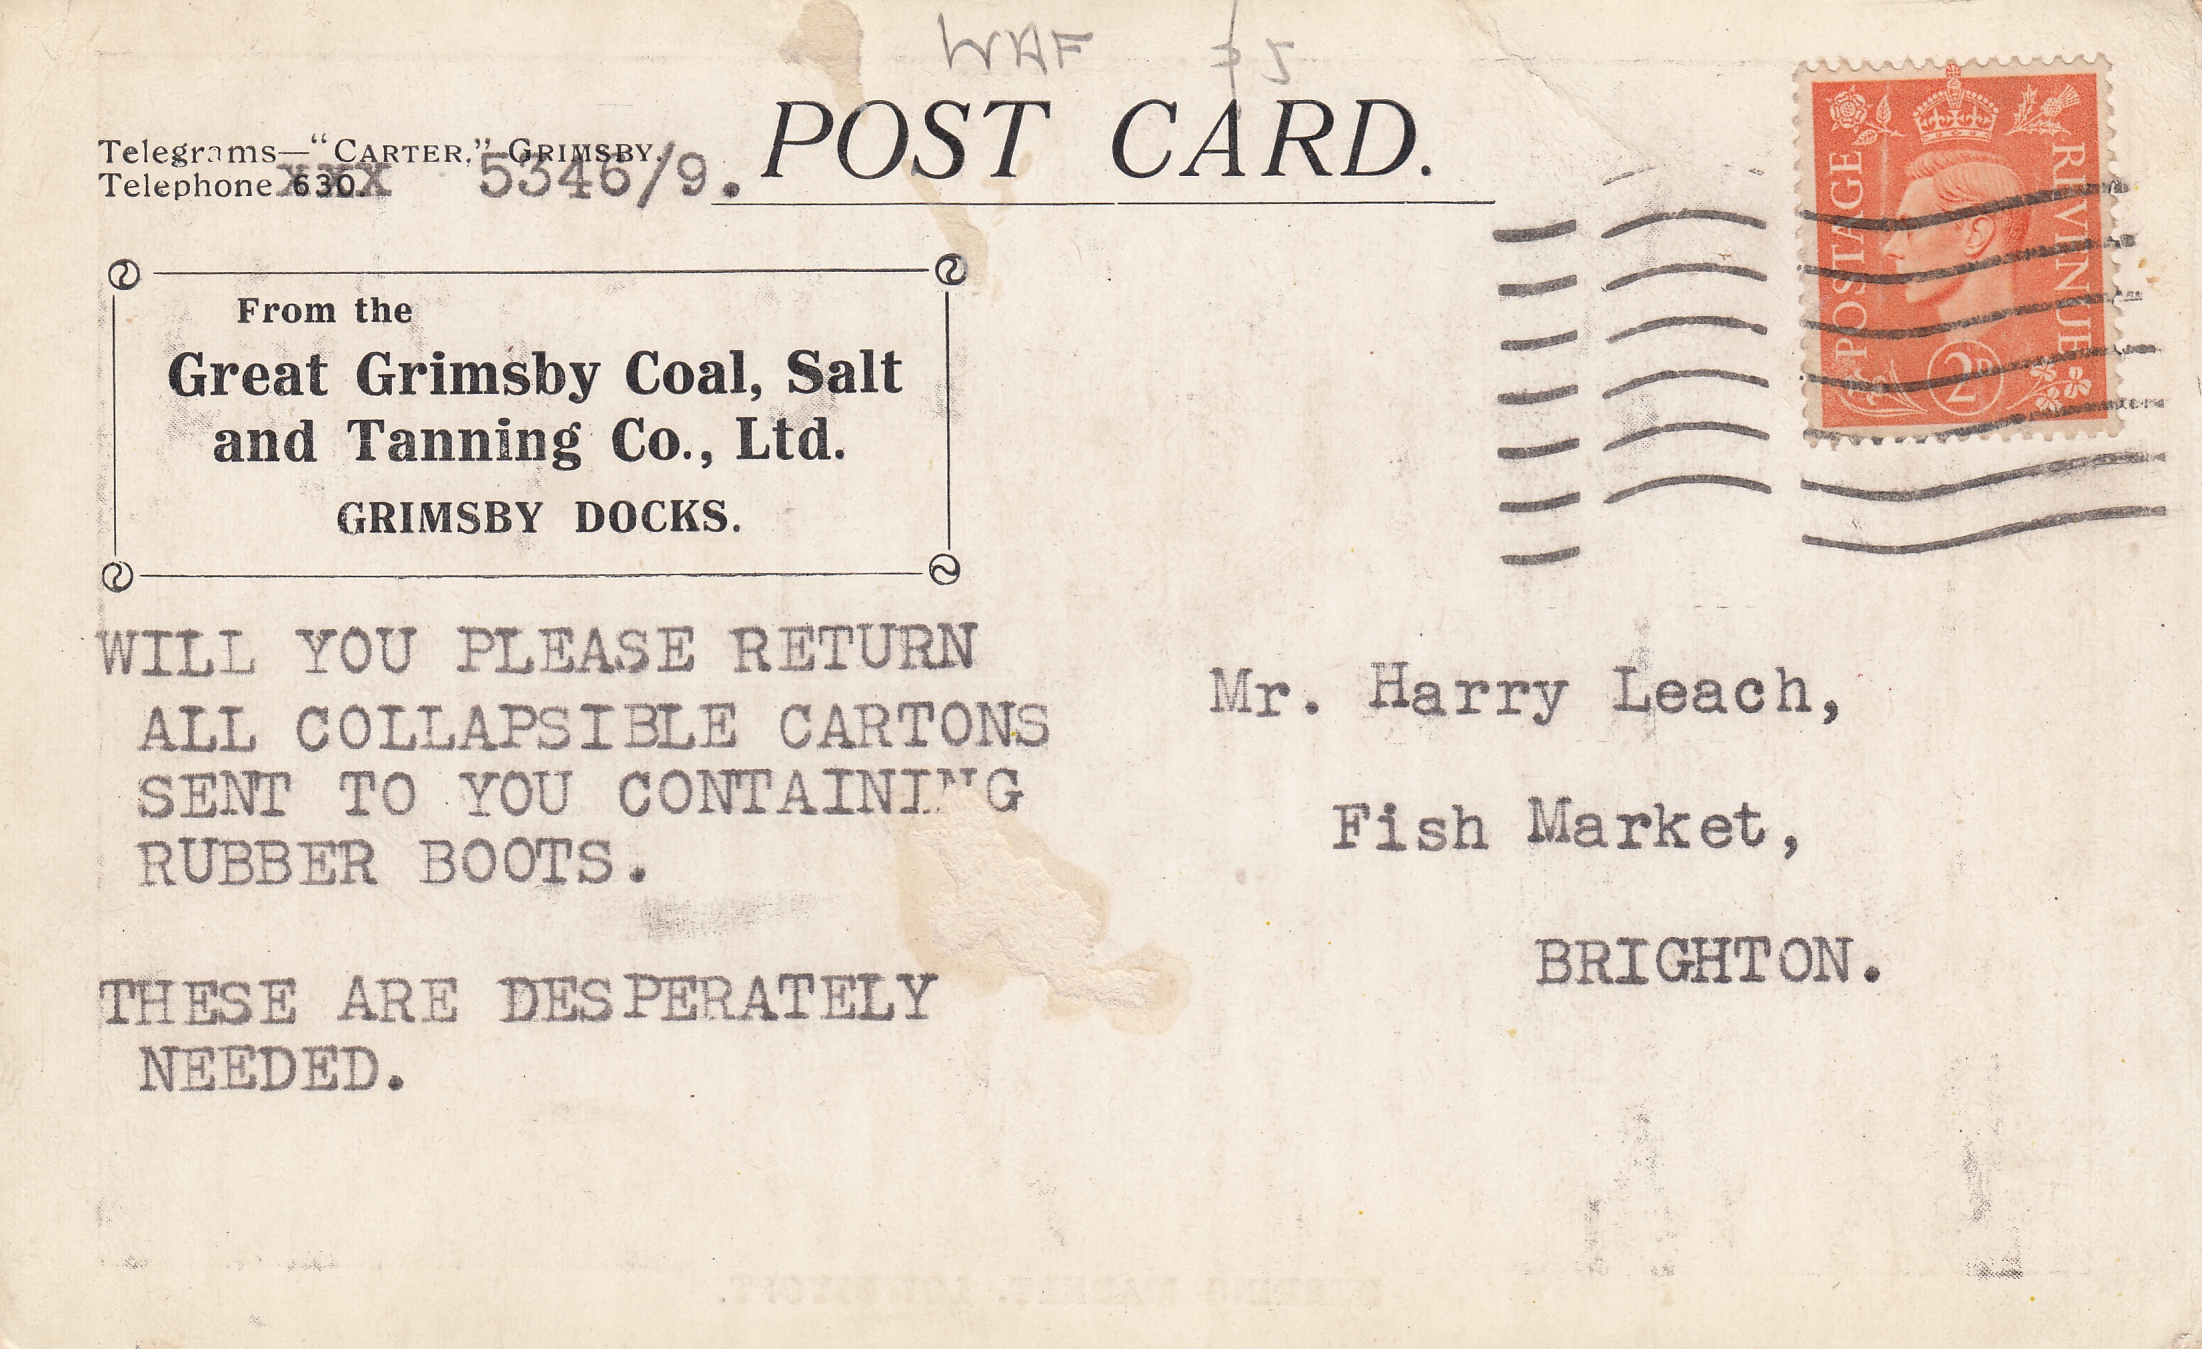 WAF
POST CARD.
Telegrams—"CARTER," GRIMSBY.
Telephone 630. xxx 5346/9.
From the
Great Grimsby Coal, Salt
and Tanning Co., Ltd.
GRIMSBY DOCKS.
WILL YOU PLEASE RETURN
ALL COLLAPSIBLE CARTONS
SENT TO YOU CONTAINING
RUBBER BOOTS.
THESE ARE DESPERATELY
NEEDED.
POSTAGE
REVENUE
2D
Mr. Harry Leach,
Fish Market,
BRIGHTON.